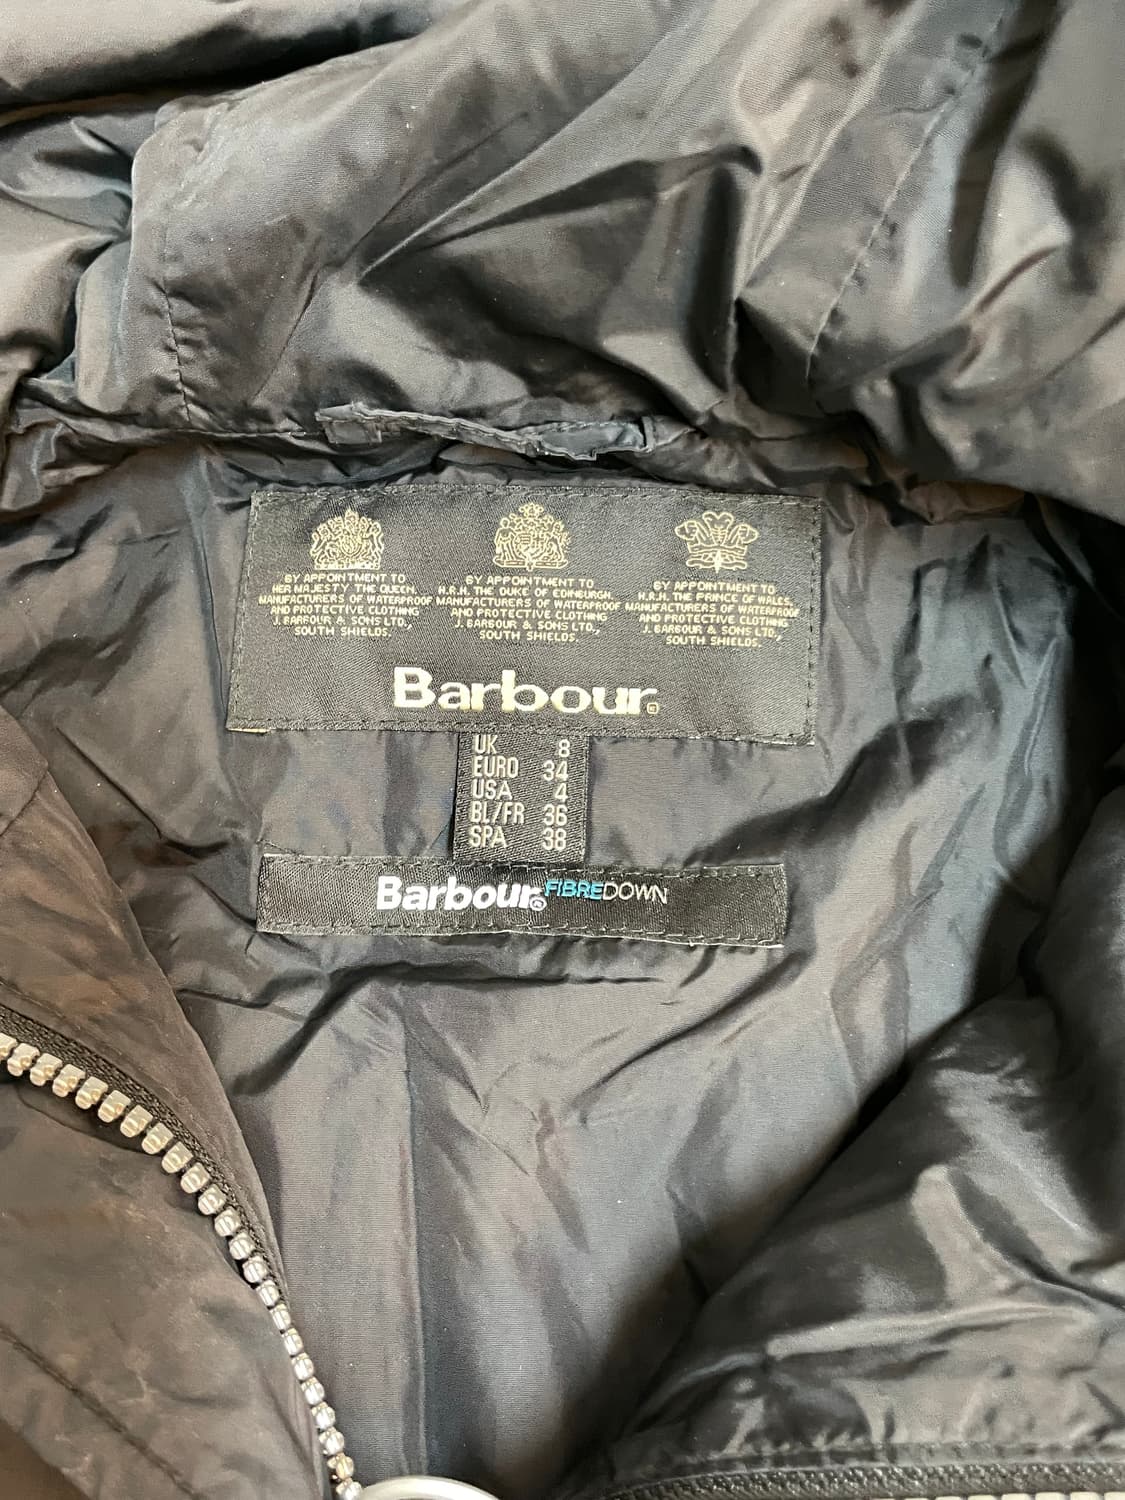 BY APPOINTMENT TO
HER MAJESTY THE QUEEN.
MANUFACTURERS OF WATERPROOF
AND PROTECTIVE CLOTHING
J. BARBOUR & SONS LTD.,
SOUTH SHIELDS.
BY APPOINTMENT TO
H.R.H. THE DUKE OF EDINBURGH.
MANUFACTURERS OF WATERPROOF
AND PROTECTIVE CLOTHING
J. BARBOUR & SONS LTD.,
SOUTH SHIELDS.
BY APPOINTMENT TO
H.R.H. THE PRINCE OF WALES.
MANUFACTURERS OF WATERPROOF
AND PROTECTIVE CLOTHING
J. BARBOUR & SONS LTD.,
SOUTH SHIELDS.
Barbour®
UK 8
EURO 34
USA 4
BL/FR 36
SPA 38
Barbour® FIBREDOWN